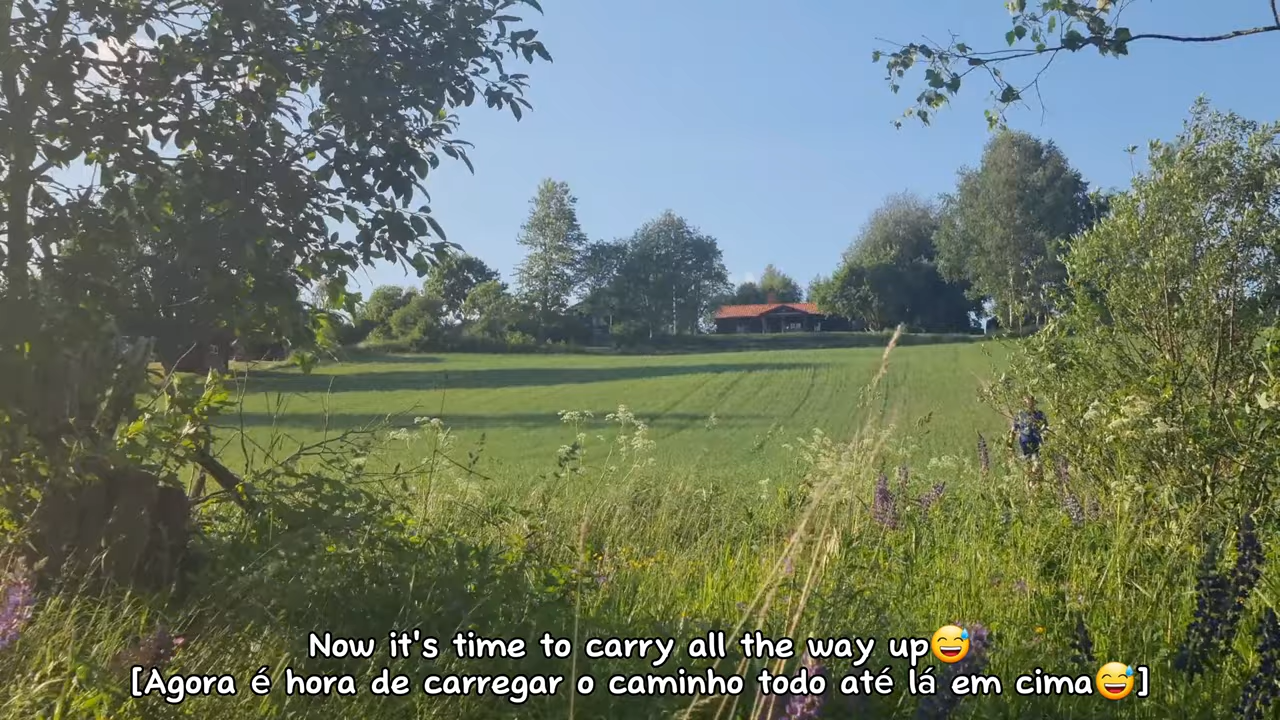 Now it's time to carry all the way up😅
[Agora é hora de carregar o caminho todo até lá em cima😅]